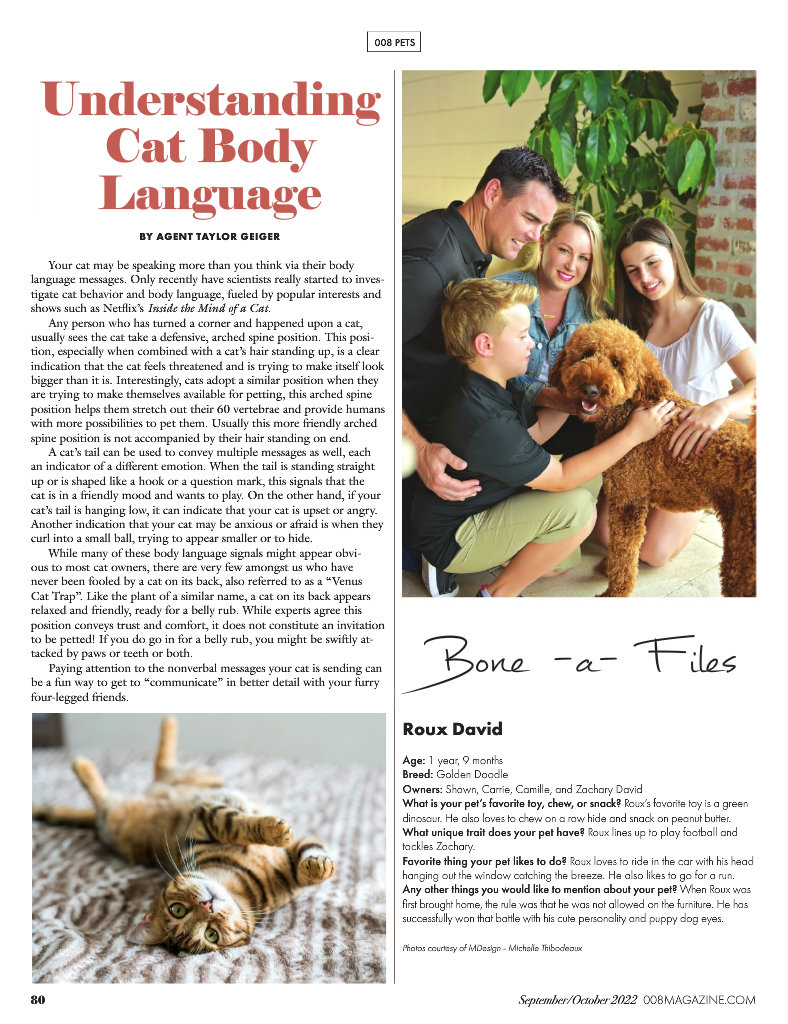 008 PETS
Understanding
Cat Body
Language
BY AGENT TAYLOR GEIGER
Your cat may be speaking more than you think via their body
language messages. Only recently have scientists really started to inves-
tigate cat behavior and body language, fueled by popular interests and
shows such as Netflix's Inside the Mind of a Cat.
Any person who has turned a corner and happened upon a cat,
usually sees the cat take a defensive, arched spine position. This posi-
tion, especially when combined with a cat's hair standing up, is a clear
indication that the cat feels threatened and is trying to make itself look
bigger than it is. Interestingly, cats adopt a similar position when they
are trying to make themselves available for petting, this arched spine
position helps them stretch out their 60 vertebrae and provide humans
with more possibilities to pet them. Usually this more friendly arched
spine position is not accompanied by their hair standing on end.
A cat's tail can be used to convey multiple messages as well, each
an indicator of a different emotion. When the tail is standing straight
up or is shaped like a hook or a question mark, this signals that the
cat is in a friendly mood and wants to play. On the other hand, if your
cat's tail is hanging low, it can indicate that your cat is upset or angry.
Another indication that your cat may be anxious or afraid is when they
curl into a small ball, trying to appear smaller or to hide.
While many of these body language signals might appear obvi-
ous to most cat owners, there are very few amongst us who have
never been fooled by a cat on its back, also referred to as a “Venus
Cat Trap”. Like the plant of a similar name, a cat on its back appears
relaxed and friendly, ready for a belly rub. While experts agree this
position conveys trust and comfort, it does not constitute an invitation
to be petted! If you do go in for a belly rub, you might be swiftly at-
tacked by paws or teeth or both.
Paying attention to the nonverbal messages your cat is sending can
be a fun way to get to “communicate” in better detail with your furry
four-legged friends.
Bone -a- Files
Roux David
Age: 1 year, 9 months
Breed: Golden Doodle
Owners: Shawn, Carrie, Camille, and Zachary David
What is your pet's favorite toy, chew, or snack? Roux's favorite toy is a green
dinosaur. He also loves to chew on a raw hide and snack on peanut butter.
What unique trait does your pet have? Roux lines up to play football and
tackles Zachary.
Favorite thing your pet likes to do? Roux loves to ride in the car with his head
hanging out the window catching the breeze. He also likes to go for a run.
Any other things you would like to mention about your pet? When Roux was
first brought home, the rule was that he was not allowed on the furniture. He has
successfully won that battle with his cute personality and puppy dog eyes.
Photos courtesy of MDesign - Michelle Thibodeaux
80
September/October 2022 008MAGAZINE.COM